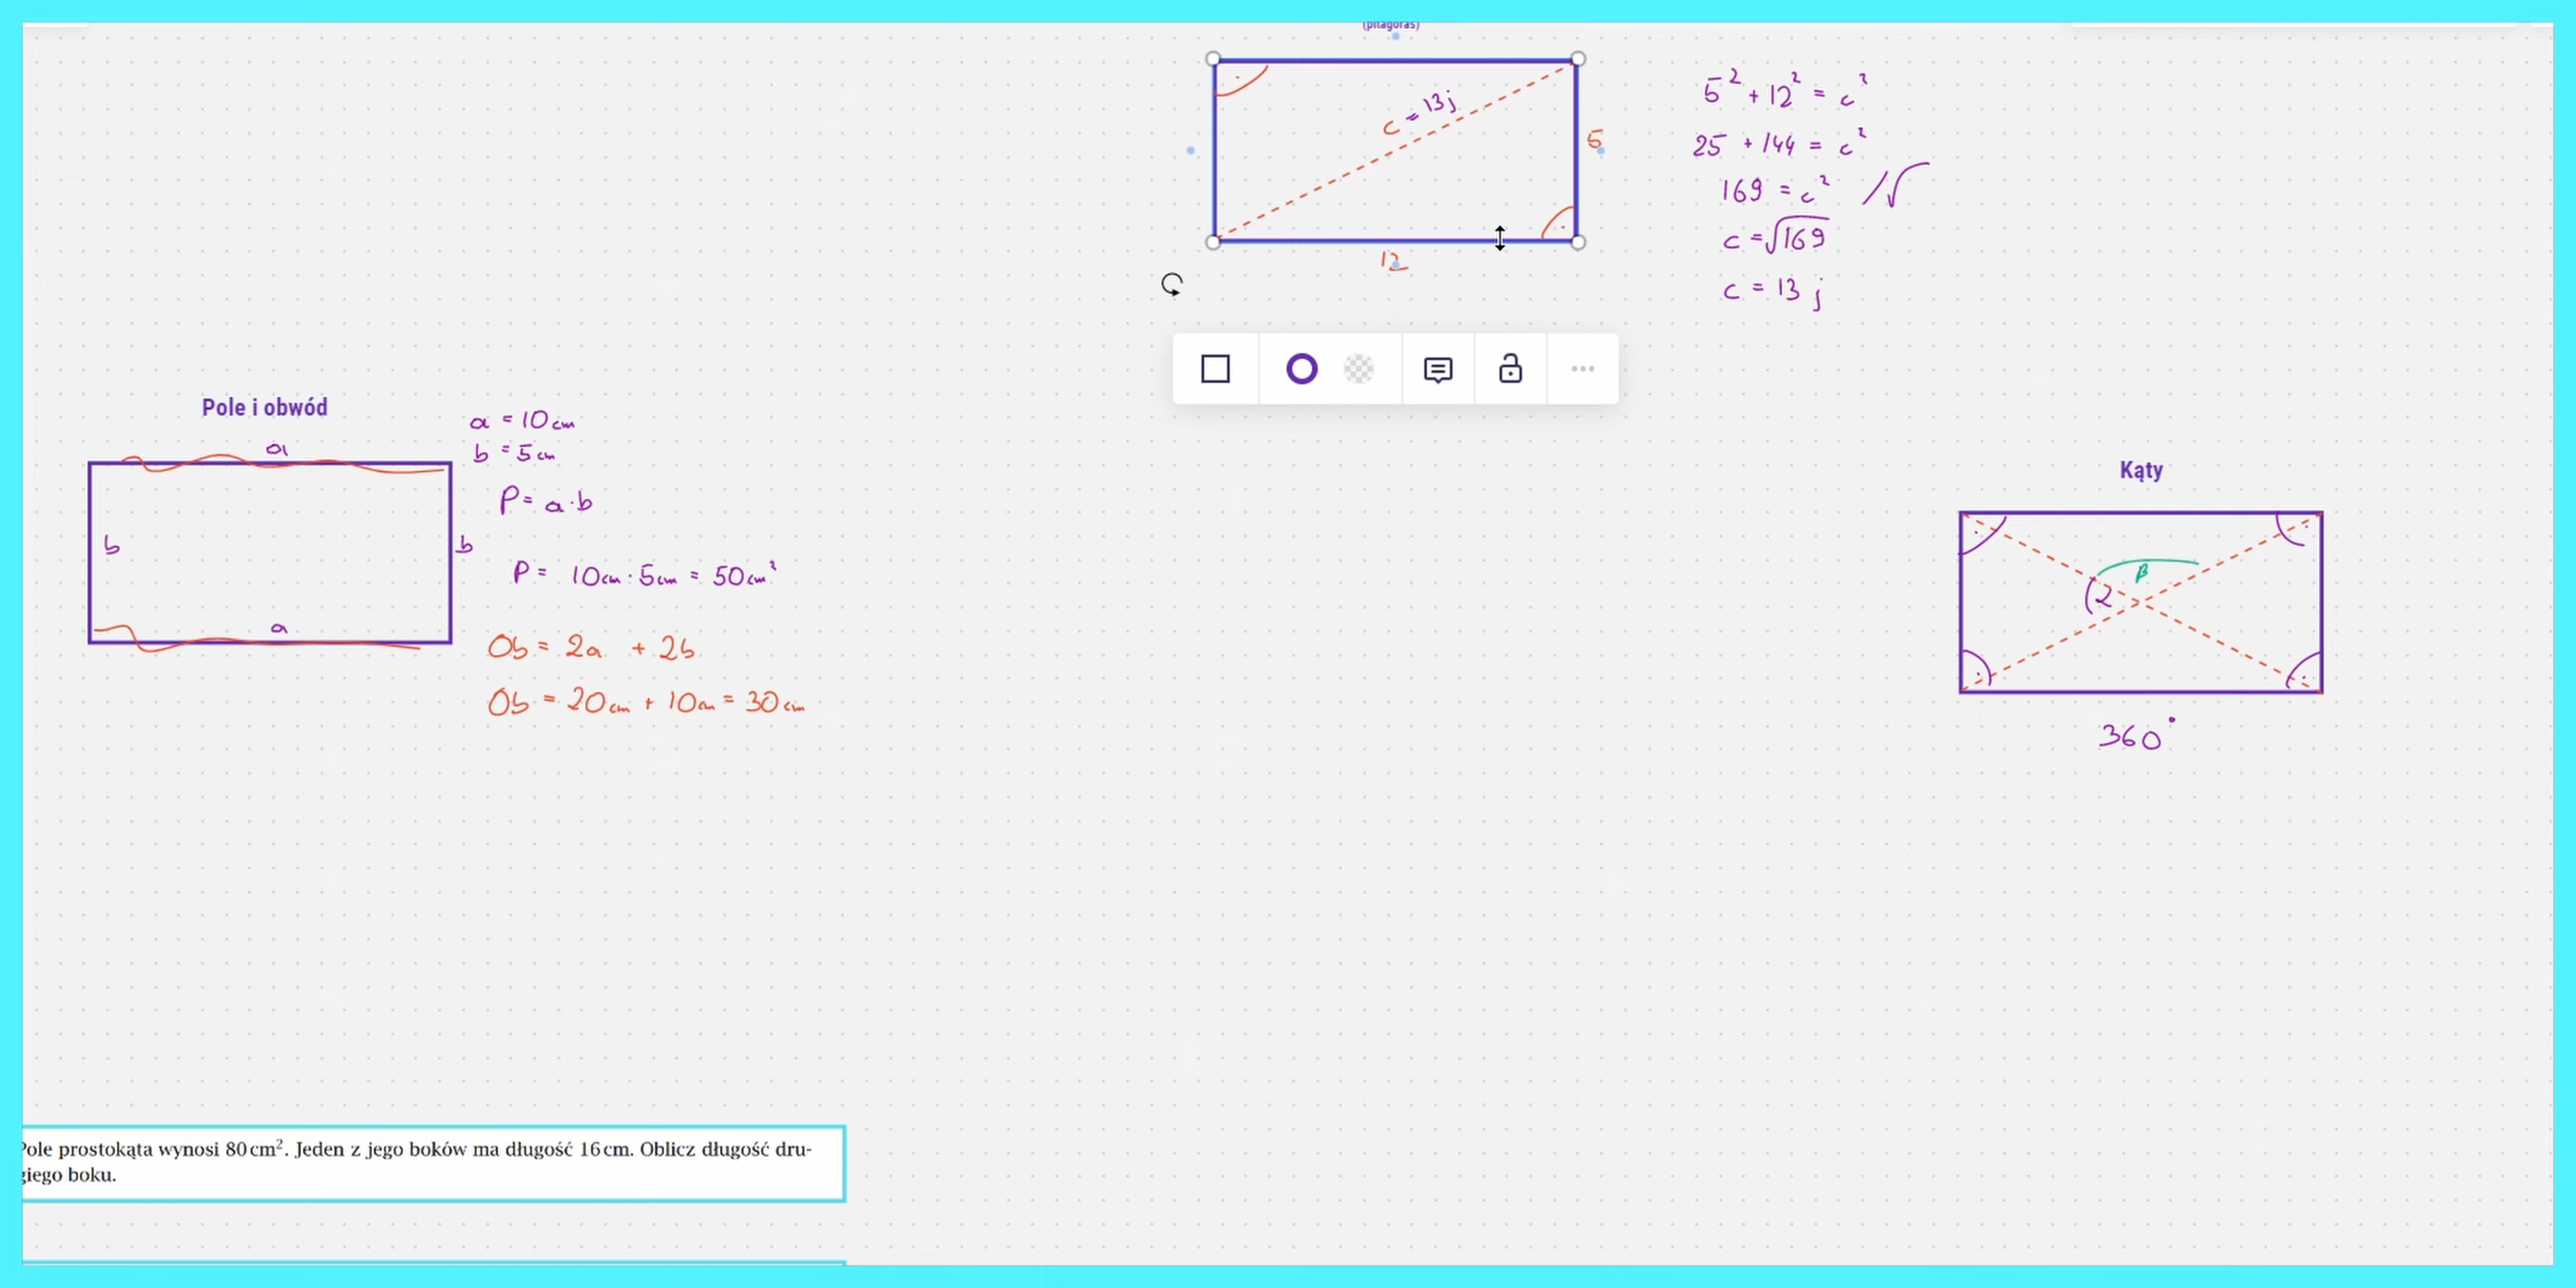 (pitagoras)
c = 13j
5
12
5² + 12² = c²
25 + 144 = c²
169 = c² /√
c = √169
c = 13 j
Pole i obwód
a
b
b
a
a = 10cm
b = 5cm
P = a·b
P = 10cm · 5cm = 50cm²
Ob = 2a + 2b
Ob = 20cm + 10cm = 30cm
Kąty
β
360°
Pole prostokąta wynosi 80 cm². Jeden z jego boków ma długość 16 cm. Oblicz długość dru-
giego boku.